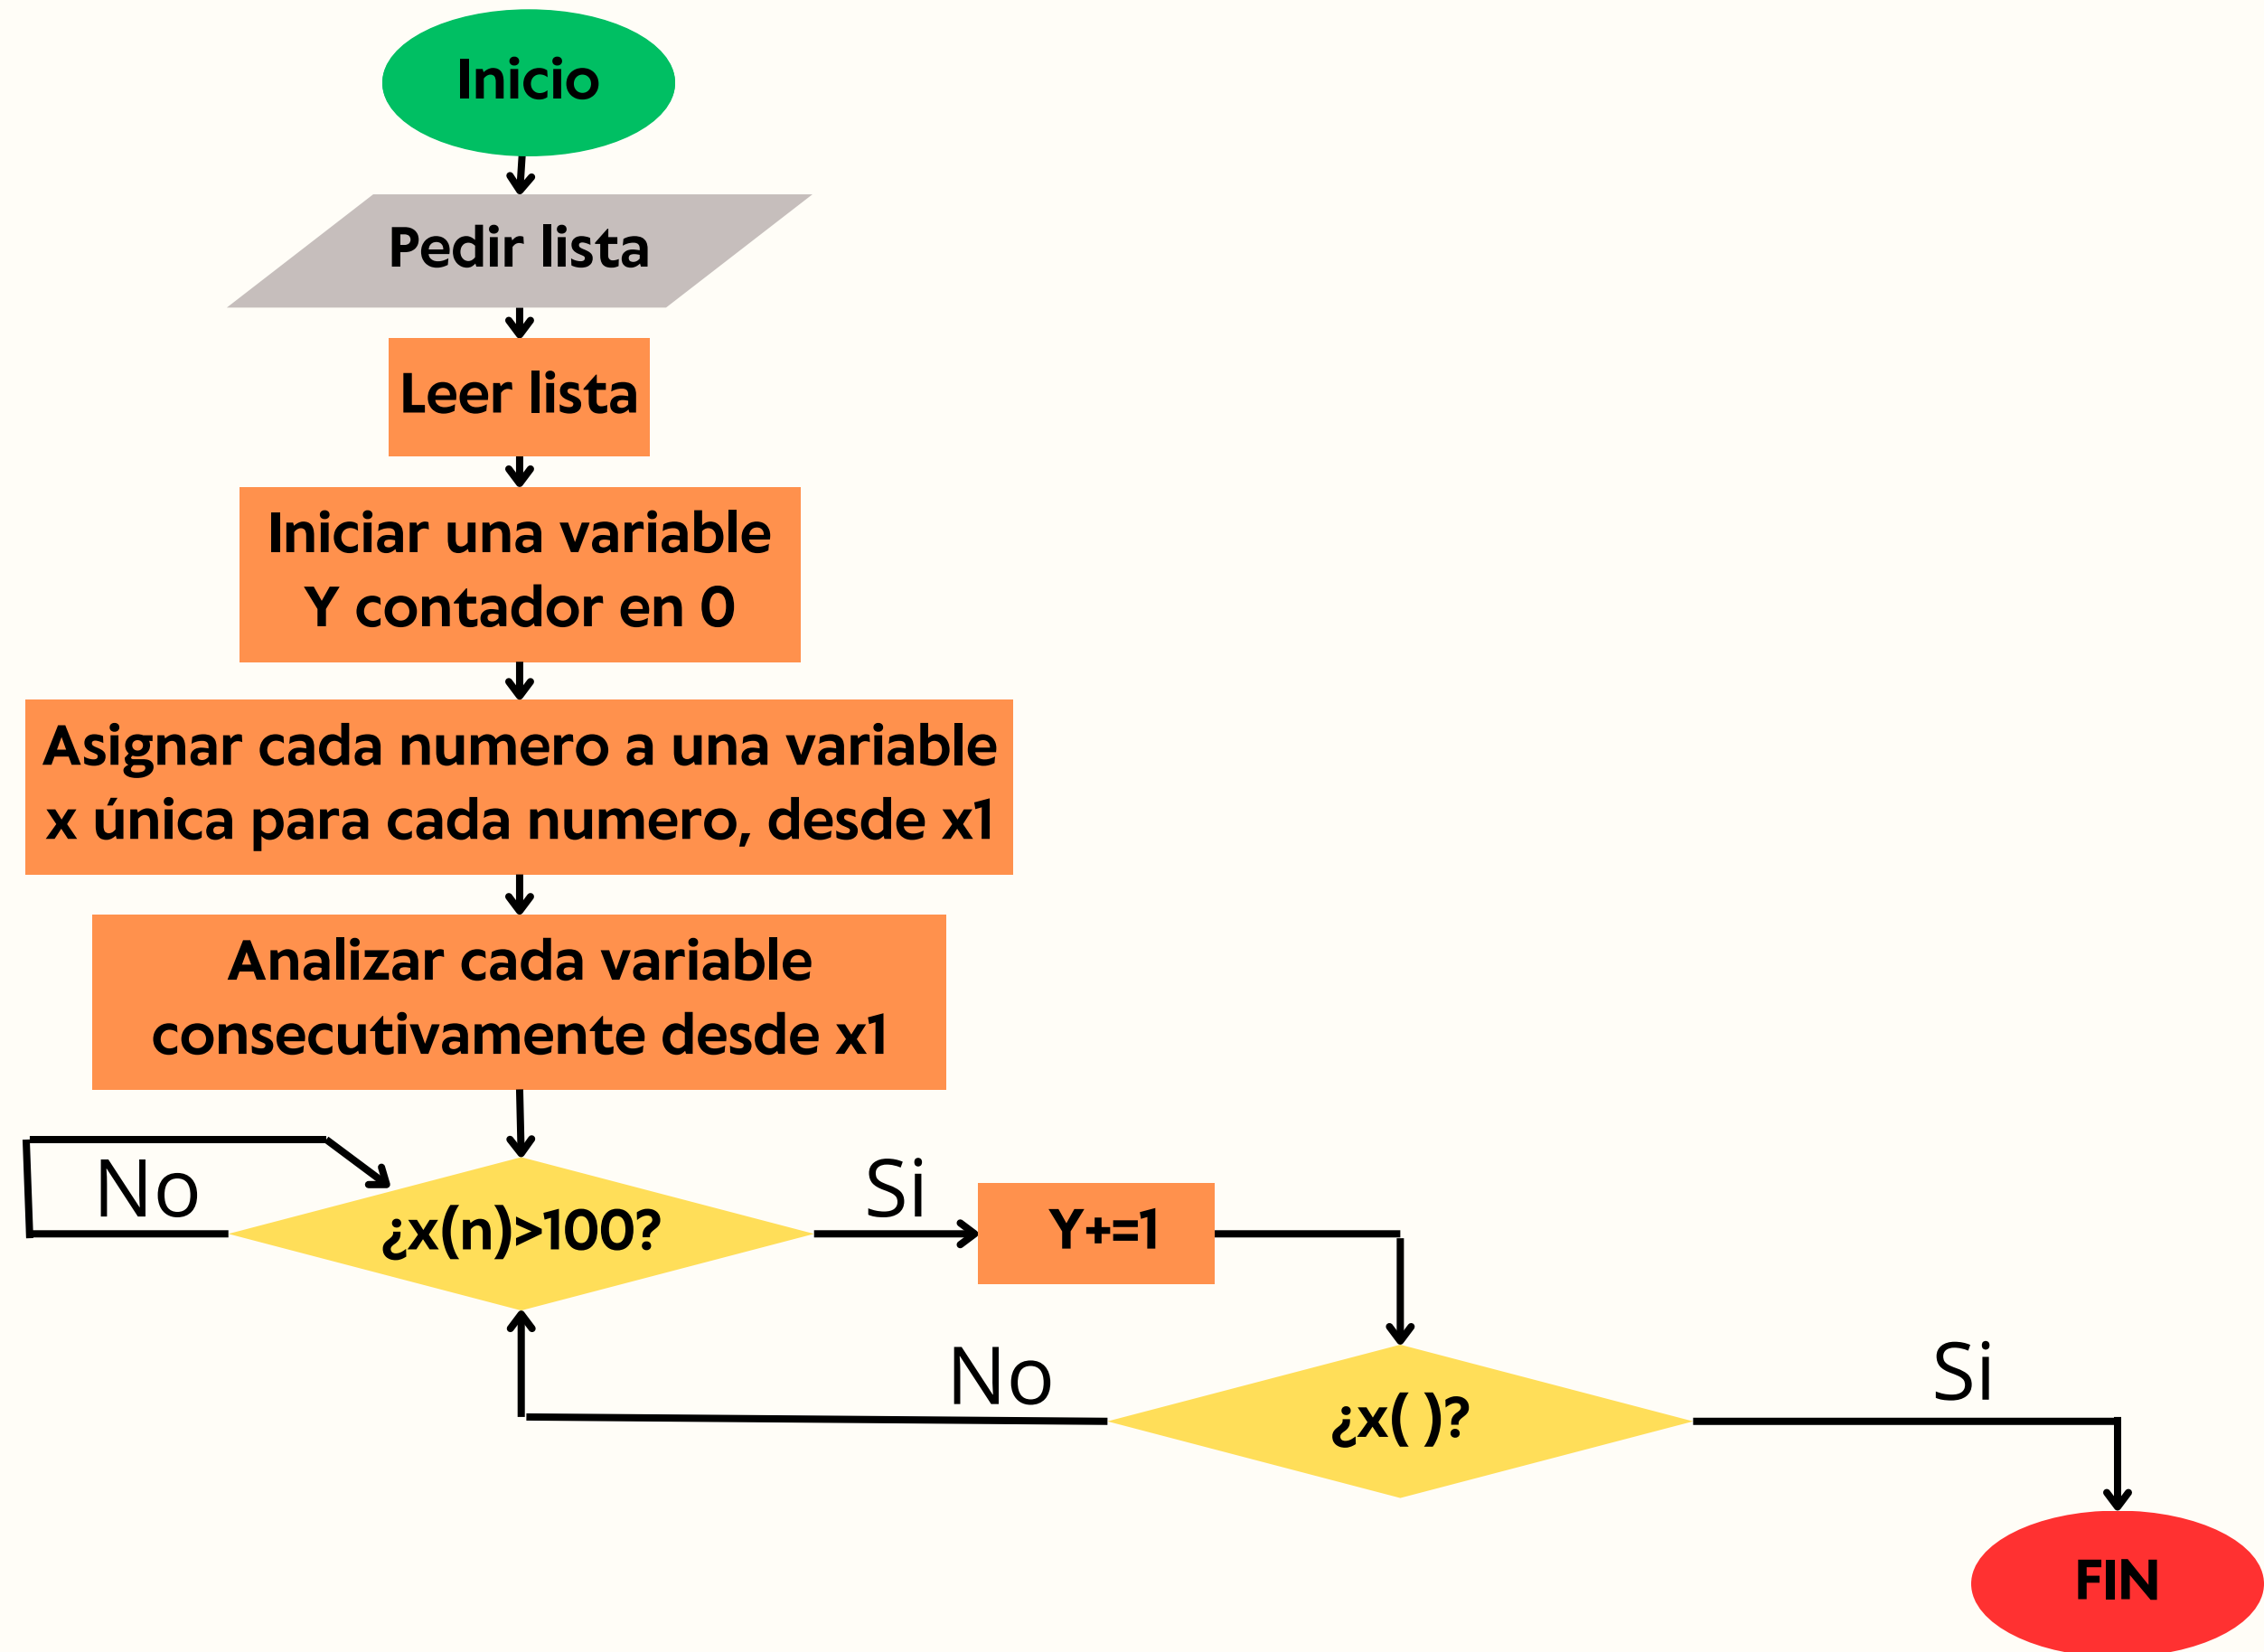 Inicio
Pedir lista
Leer lista
Iniciar una variable
Y contador en 0
Asignar cada numero a una variable
x única para cada numero, desde x1
Analizar cada variable
consecutivamente desde x1
No
¿x(n)>100?
Si
Y+=1
No
¿x( )?
Si
FIN